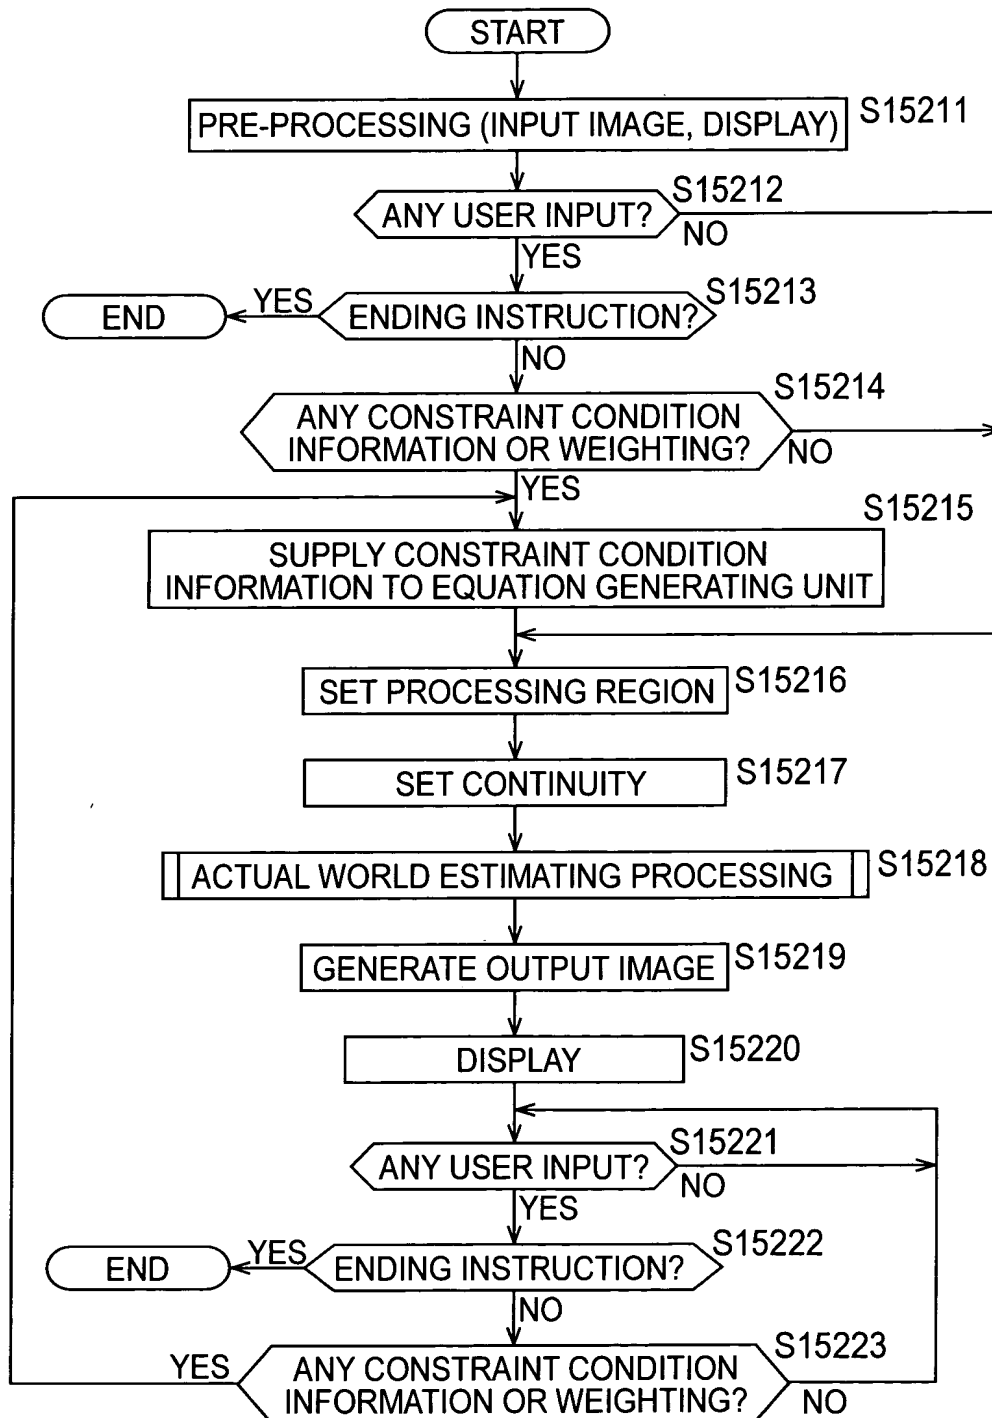 START
PRE-PROCESSING (INPUT IMAGE, DISPLAY)
S15211
ANY USER INPUT?
S15212
NO
YES
ENDING INSTRUCTION?
S15213
YES
END
NO
ANY CONSTRAINT CONDITION
INFORMATION OR WEIGHTING?
S15214
NO
YES
S15215
SUPPLY CONSTRAINT CONDITION
INFORMATION TO EQUATION GENERATING UNIT
SET PROCESSING REGION
S15216
SET CONTINUITY
S15217
ACTUAL WORLD ESTIMATING PROCESSING
S15218
GENERATE OUTPUT IMAGE
S15219
DISPLAY
S15220
ANY USER INPUT?
S15221
NO
YES
ENDING INSTRUCTION?
S15222
YES
END
NO
ANY CONSTRAINT CONDITION
INFORMATION OR WEIGHTING?
S15223
YES
NO